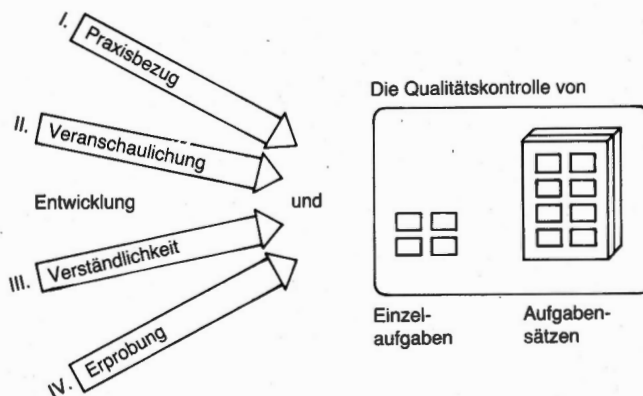 I. Praxisbezug
II. Veranschaulichung
Entwicklung und
III. Verständlichkeit
IV. Erprobung
Die Qualitätskontrolle von
Einzel-
aufgaben
Aufgaben-
sätzen